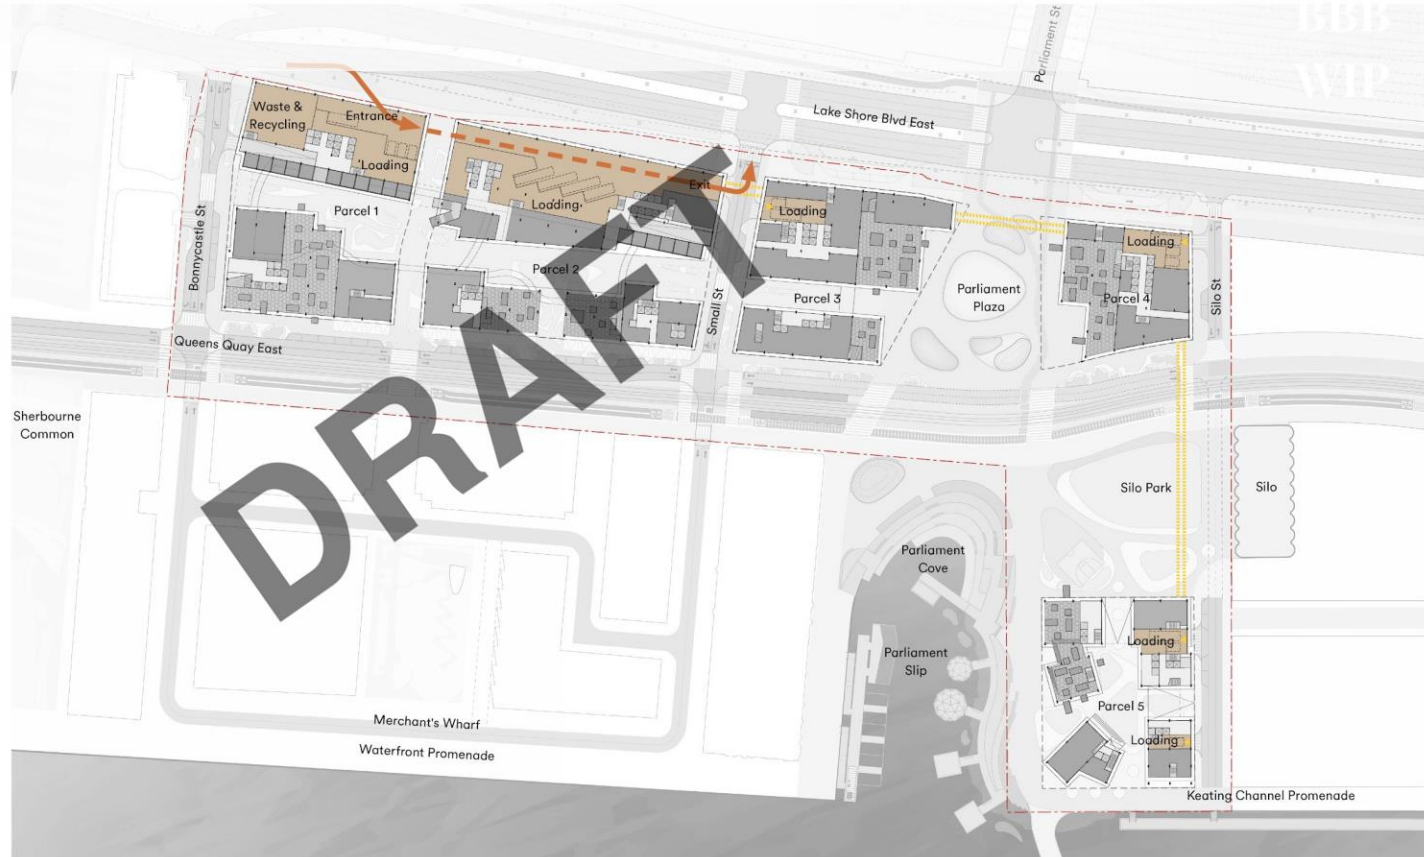 BBB
WIP
Parliament St
Lake Shore Blvd East
Waste &
Recycling
Entrance
Loading
Exit
Loading
Loading
Loading
Parcel 1
Bonnycastle St
Parcel 2
Small St
Parcel 3
Parliament
Plaza
Parcel 4
Silo St
Queens Quay East
DRAFT
Sherbourne
Common
Silo Park
Silo
Parliament
Cove
Parliament
Slip
Loading
Parcel 5
Loading
Merchant's Wharf
Waterfront Promenade
Keating Channel Promenade